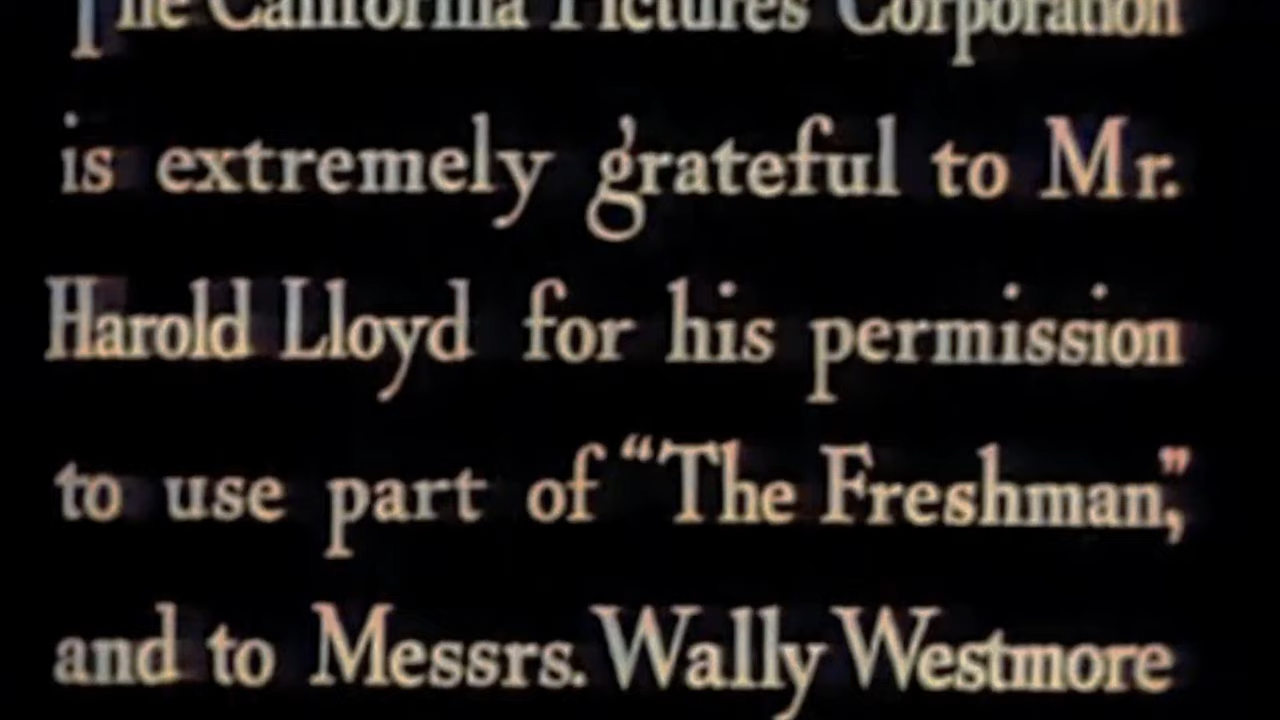 The California Pictures Corporation
is extremely grateful to Mr.
Harold Lloyd for his permission
to use part of “The Freshman,”
and to Messrs. Wally Westmore